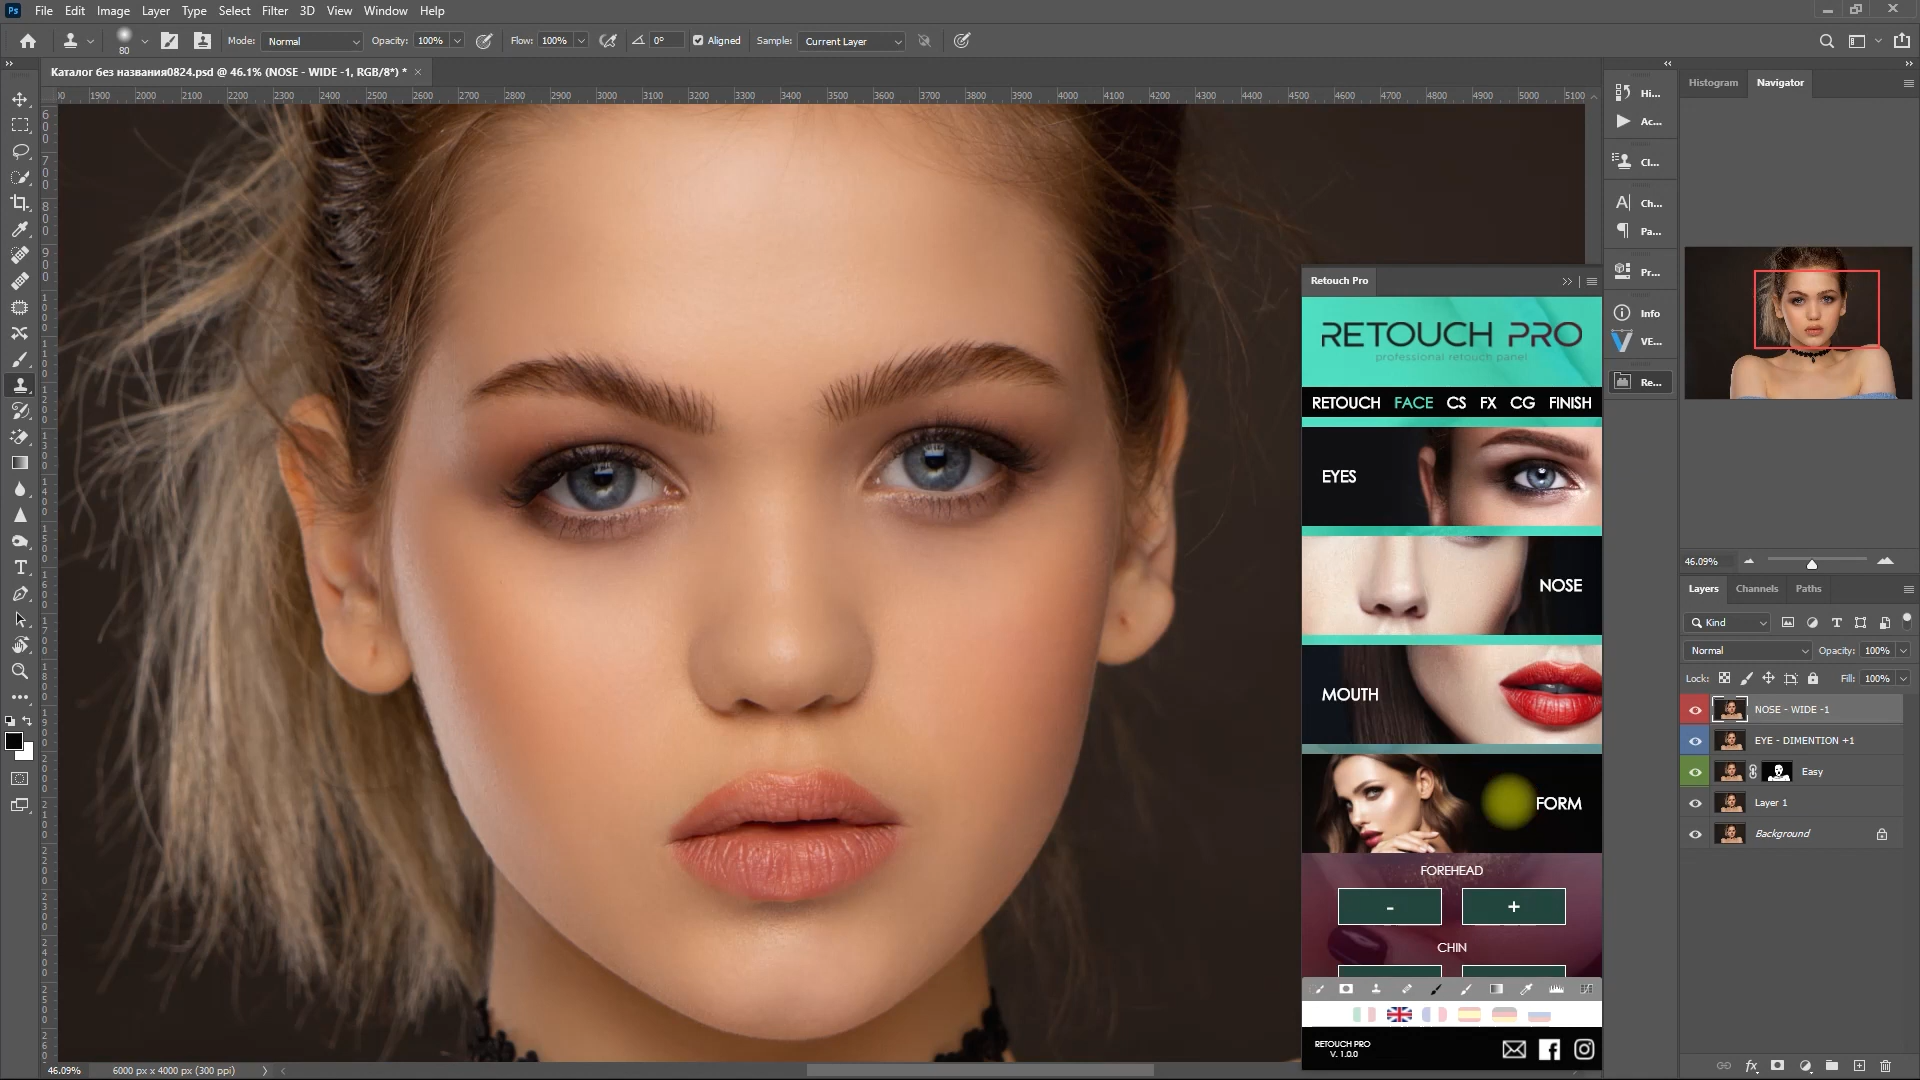 Ps File Edit Image Layer Type Select Filter 3D View Window Help
80 Mode: Normal Opacity: 100% Flow: 100% 0° Aligned Sample: Current Layer
Каталог без названия0824.psd @ 46.1% (NOSE - WIDE -1, RGB/8*) * ×
00 1900 2000 2100 2200 2300 2400 2500 2600 2700 2800 2900 3000 3100 3200 3300 3400 3500 3600 3700 3800 3900 4000 4100 4200 4300 4400 4500 4600 4700 4800 4900 5000 5100
Hi...
Ac...
Cl...
Ch...
Pa...
Pr...
Info
VE...
Re...
Histogram Navigator
Retouch Pro
RETOUCH PRO
professional retouch panel
RETOUCH FACE CS FX CG FINISH
EYES
NOSE
MOUTH
FORM
FOREHEAD
- +
CHIN
RETOUCH PRO
V. 1.0.0
46.09%
Layers Channels Paths
Kind
Normal Opacity: 100%
Lock: Fill: 100%
NOSE - WIDE -1
EYE - DIMENTION +1
Easy
Layer 1
Background
46.09% 6000 px x 4000 px (300 ppi)